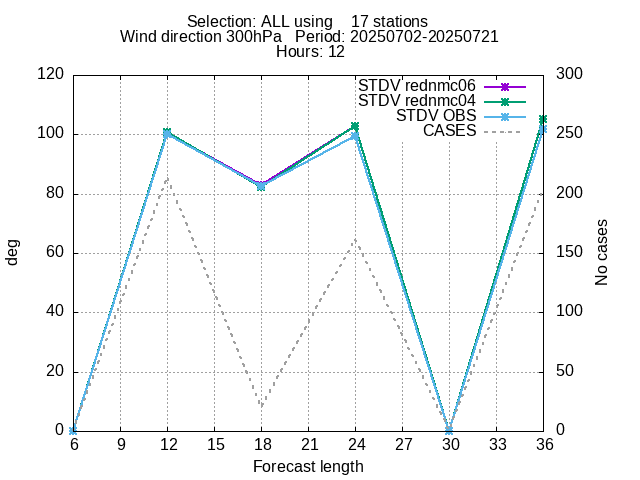 Selection: ALL using    17 stations
Wind direction 300hPa   Period: 20250702-20250721
Hours: 12
120 300
STDV rednmc06
STDV rednmc04
STDV OBS
CASES
100 250
80 200
60 150
40 100
20 50
0 0
deg
No cases
6 9 12 15 18 21 24 27 30 33 36
Forecast length